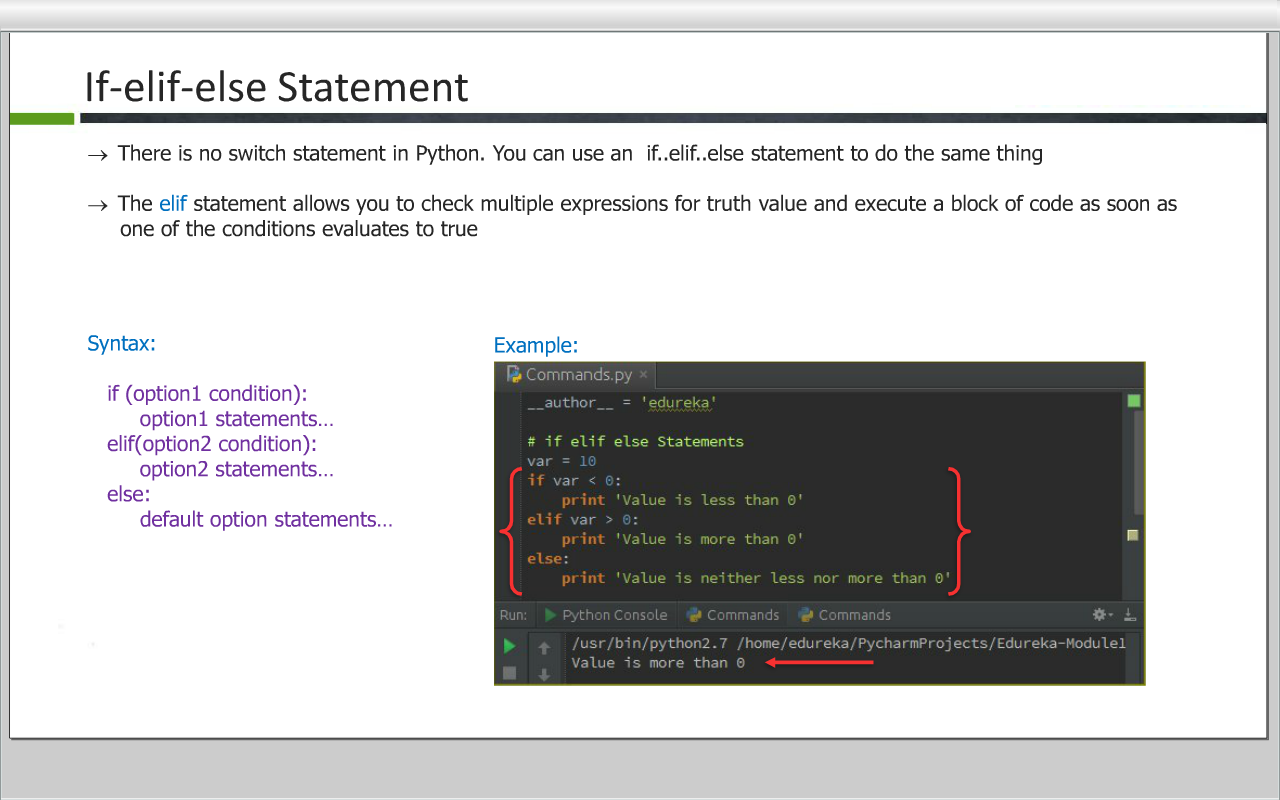 If-elif-else Statement
→ There is no switch statement in Python. You can use an if..elif..else statement to do the same thing
→ The elif statement allows you to check multiple expressions for truth value and execute a block of code as soon as
one of the conditions evaluates to true
Syntax:
if (option1 condition):
option1 statements...
elif(option2 condition):
option2 statements...
else:
default option statements...
Example:
Commands.py ×
__author__ = 'edureka'
# if elif else Statements
var = 10
if var < 0:
print 'Value is less than 0'
elif var > 0:
print 'Value is more than 0'
else:
print 'Value is neither less nor more than 0'
Run: Python Console Commands Commands
/usr/bin/python2.7 /home/edureka/PycharmProjects/Edureka-Module1
Value is more than 0